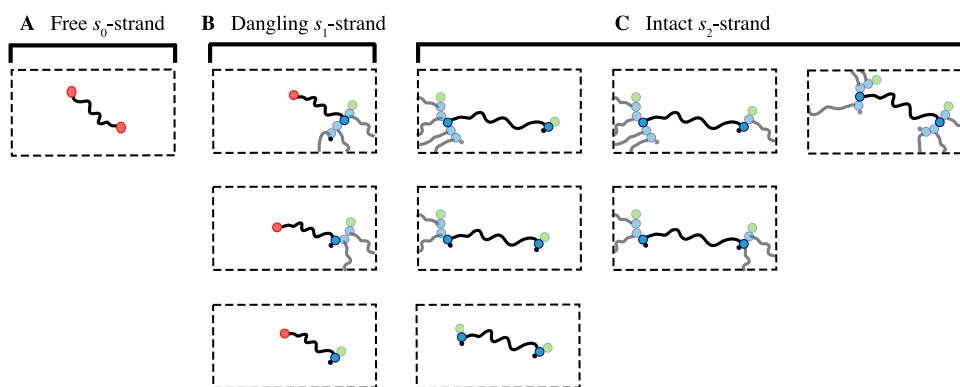 A Free s₀-strand
B Dangling s₁-strand
C Intact s₂-strand